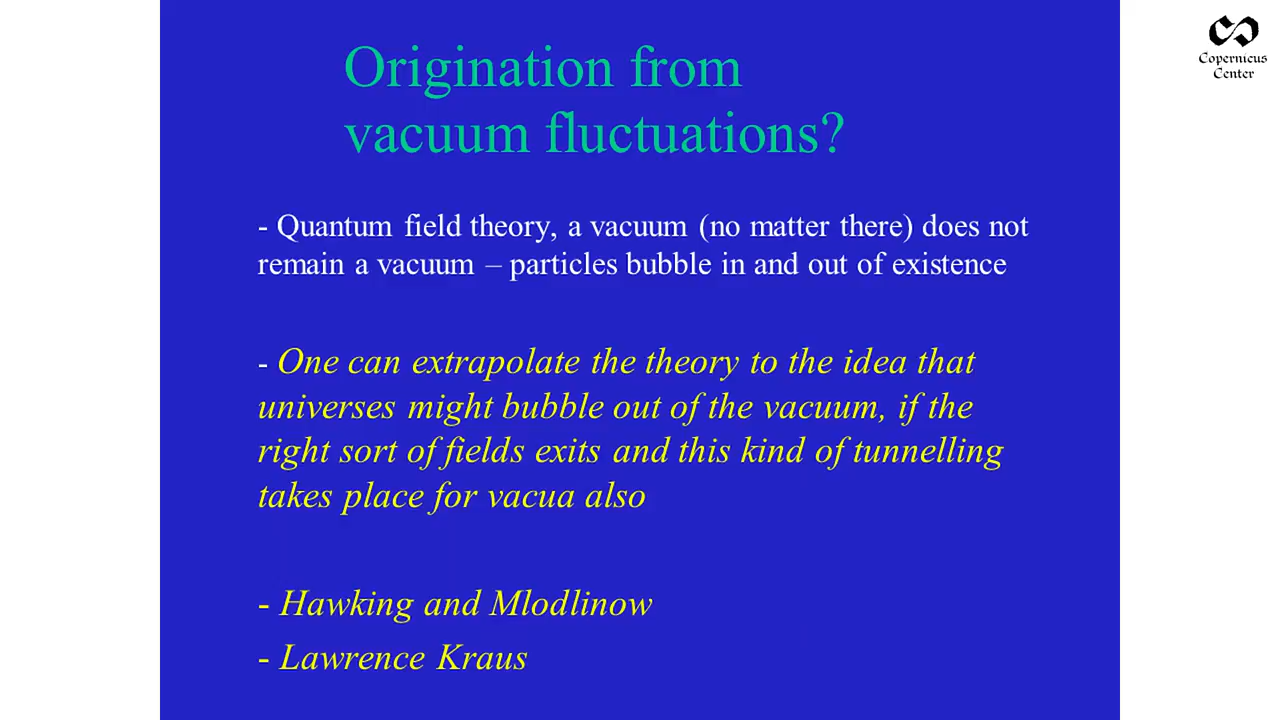 Copernicus
Center
Origination from
vacuum fluctuations?
- Quantum field theory, a vacuum (no matter there) does not
remain a vacuum – particles bubble in and out of existence
- One can extrapolate the theory to the idea that
universes might bubble out of the vacuum, if the
right sort of fields exits and this kind of tunnelling
takes place for vacua also
- Hawking and Mlodlinow
- Lawrence Kraus